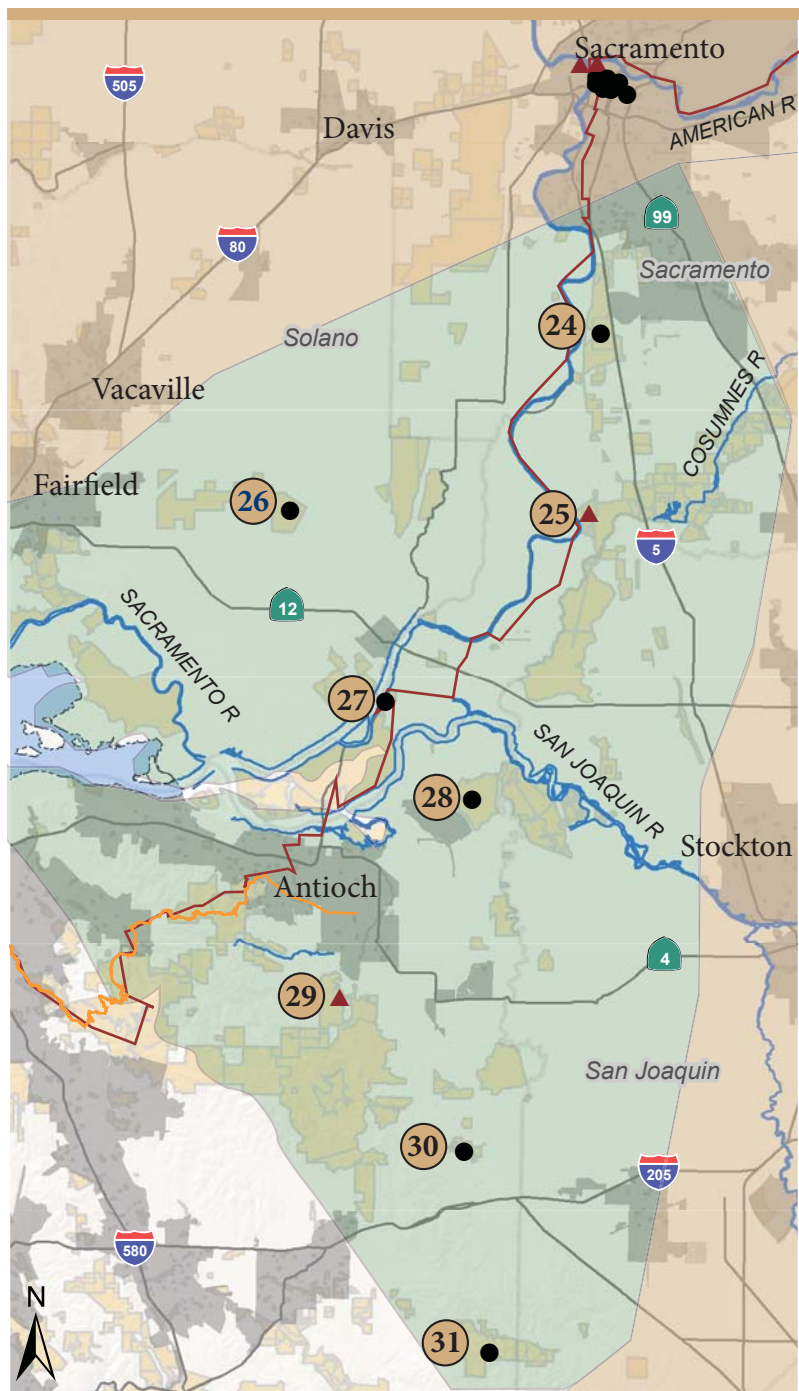 Sacramento
505
Davis
AMERICAN R
80
99
Sacramento
24
Solano
COSUMNES R
Vacaville
Fairfield
26
25
5
12
SACRAMENTO R
27
SAN JOAQUIN R
28
Stockton
Antioch
4
29
San Joaquin
30
205
580
N
31